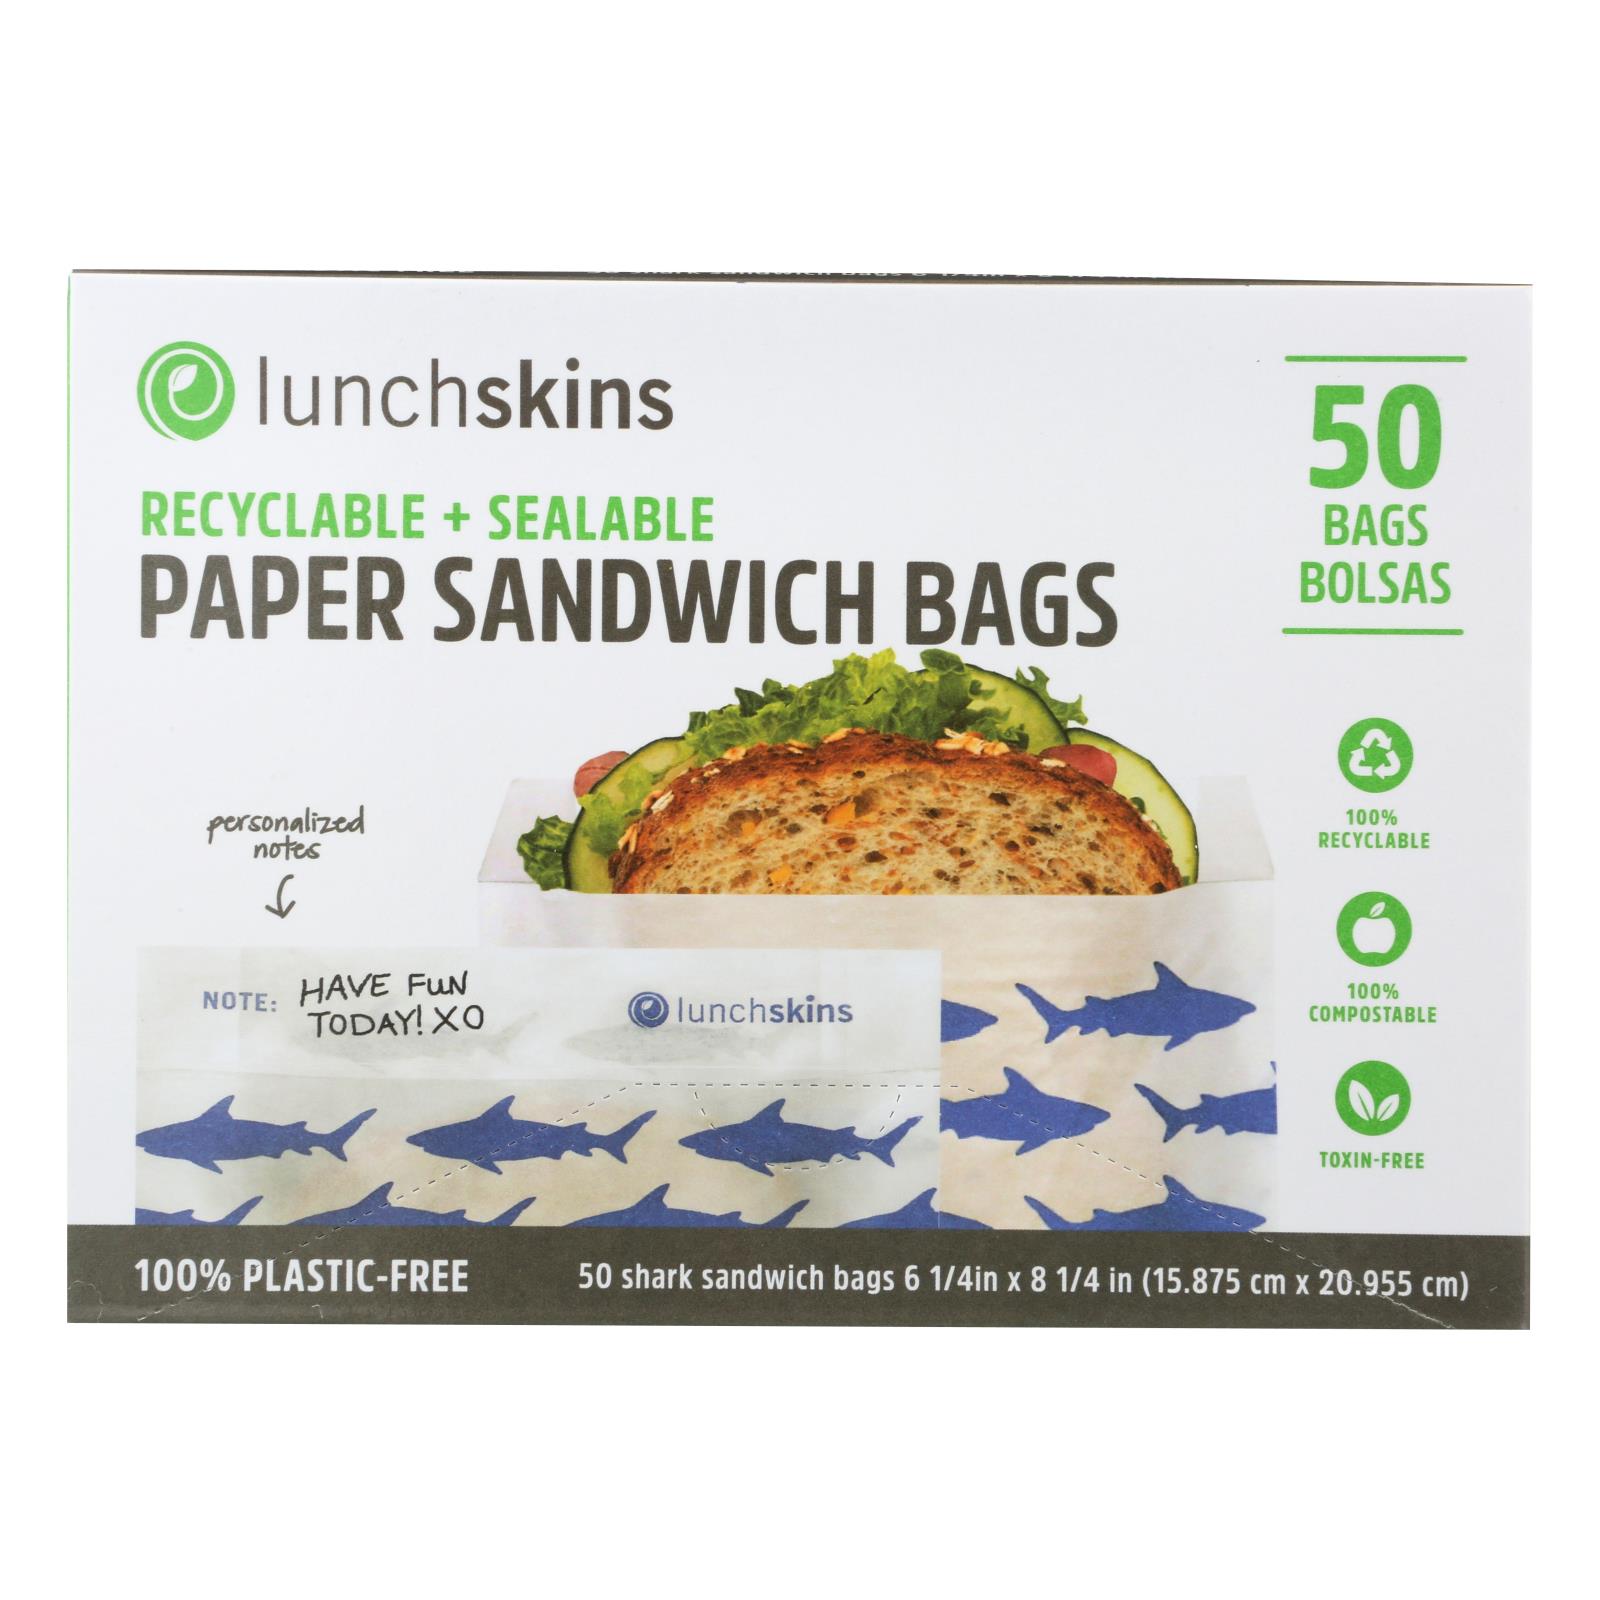 lunchskins
RECYCLABLE + SEALABLE
PAPER SANDWICH BAGS
50
BAGS
BOLSAS
personalized
notes
NOTE: HAVE FUN
TODAY! XO
lunchskins
100%
RECYCLABLE
100%
COMPOSTABLE
TOXIN-FREE
100% PLASTIC-FREE
50 shark sandwich bags 6 1/4in x 8 1/4 in (15.875 cm x 20.955 cm)